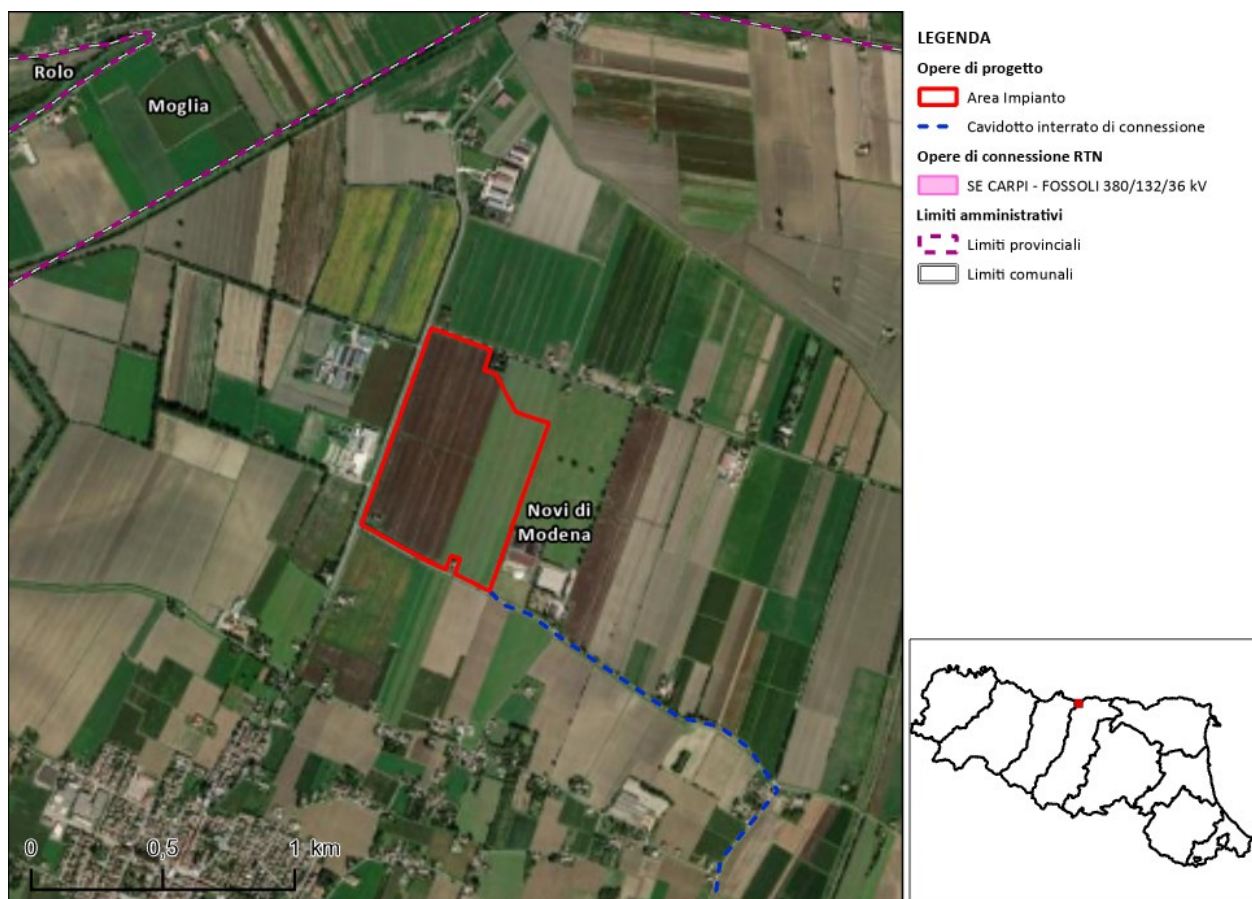 Rolo
Moglia
Novi di
Modena
0 0,5 1 km
LEGENDA
Opere di progetto
Area Impianto
Cavidotto interrato di connessione
Opere di connessione RTN
SE CARPI - FOSSOLI 380/132/36 kV
Limiti amministrativi
Limiti provinciali
Limiti comunali